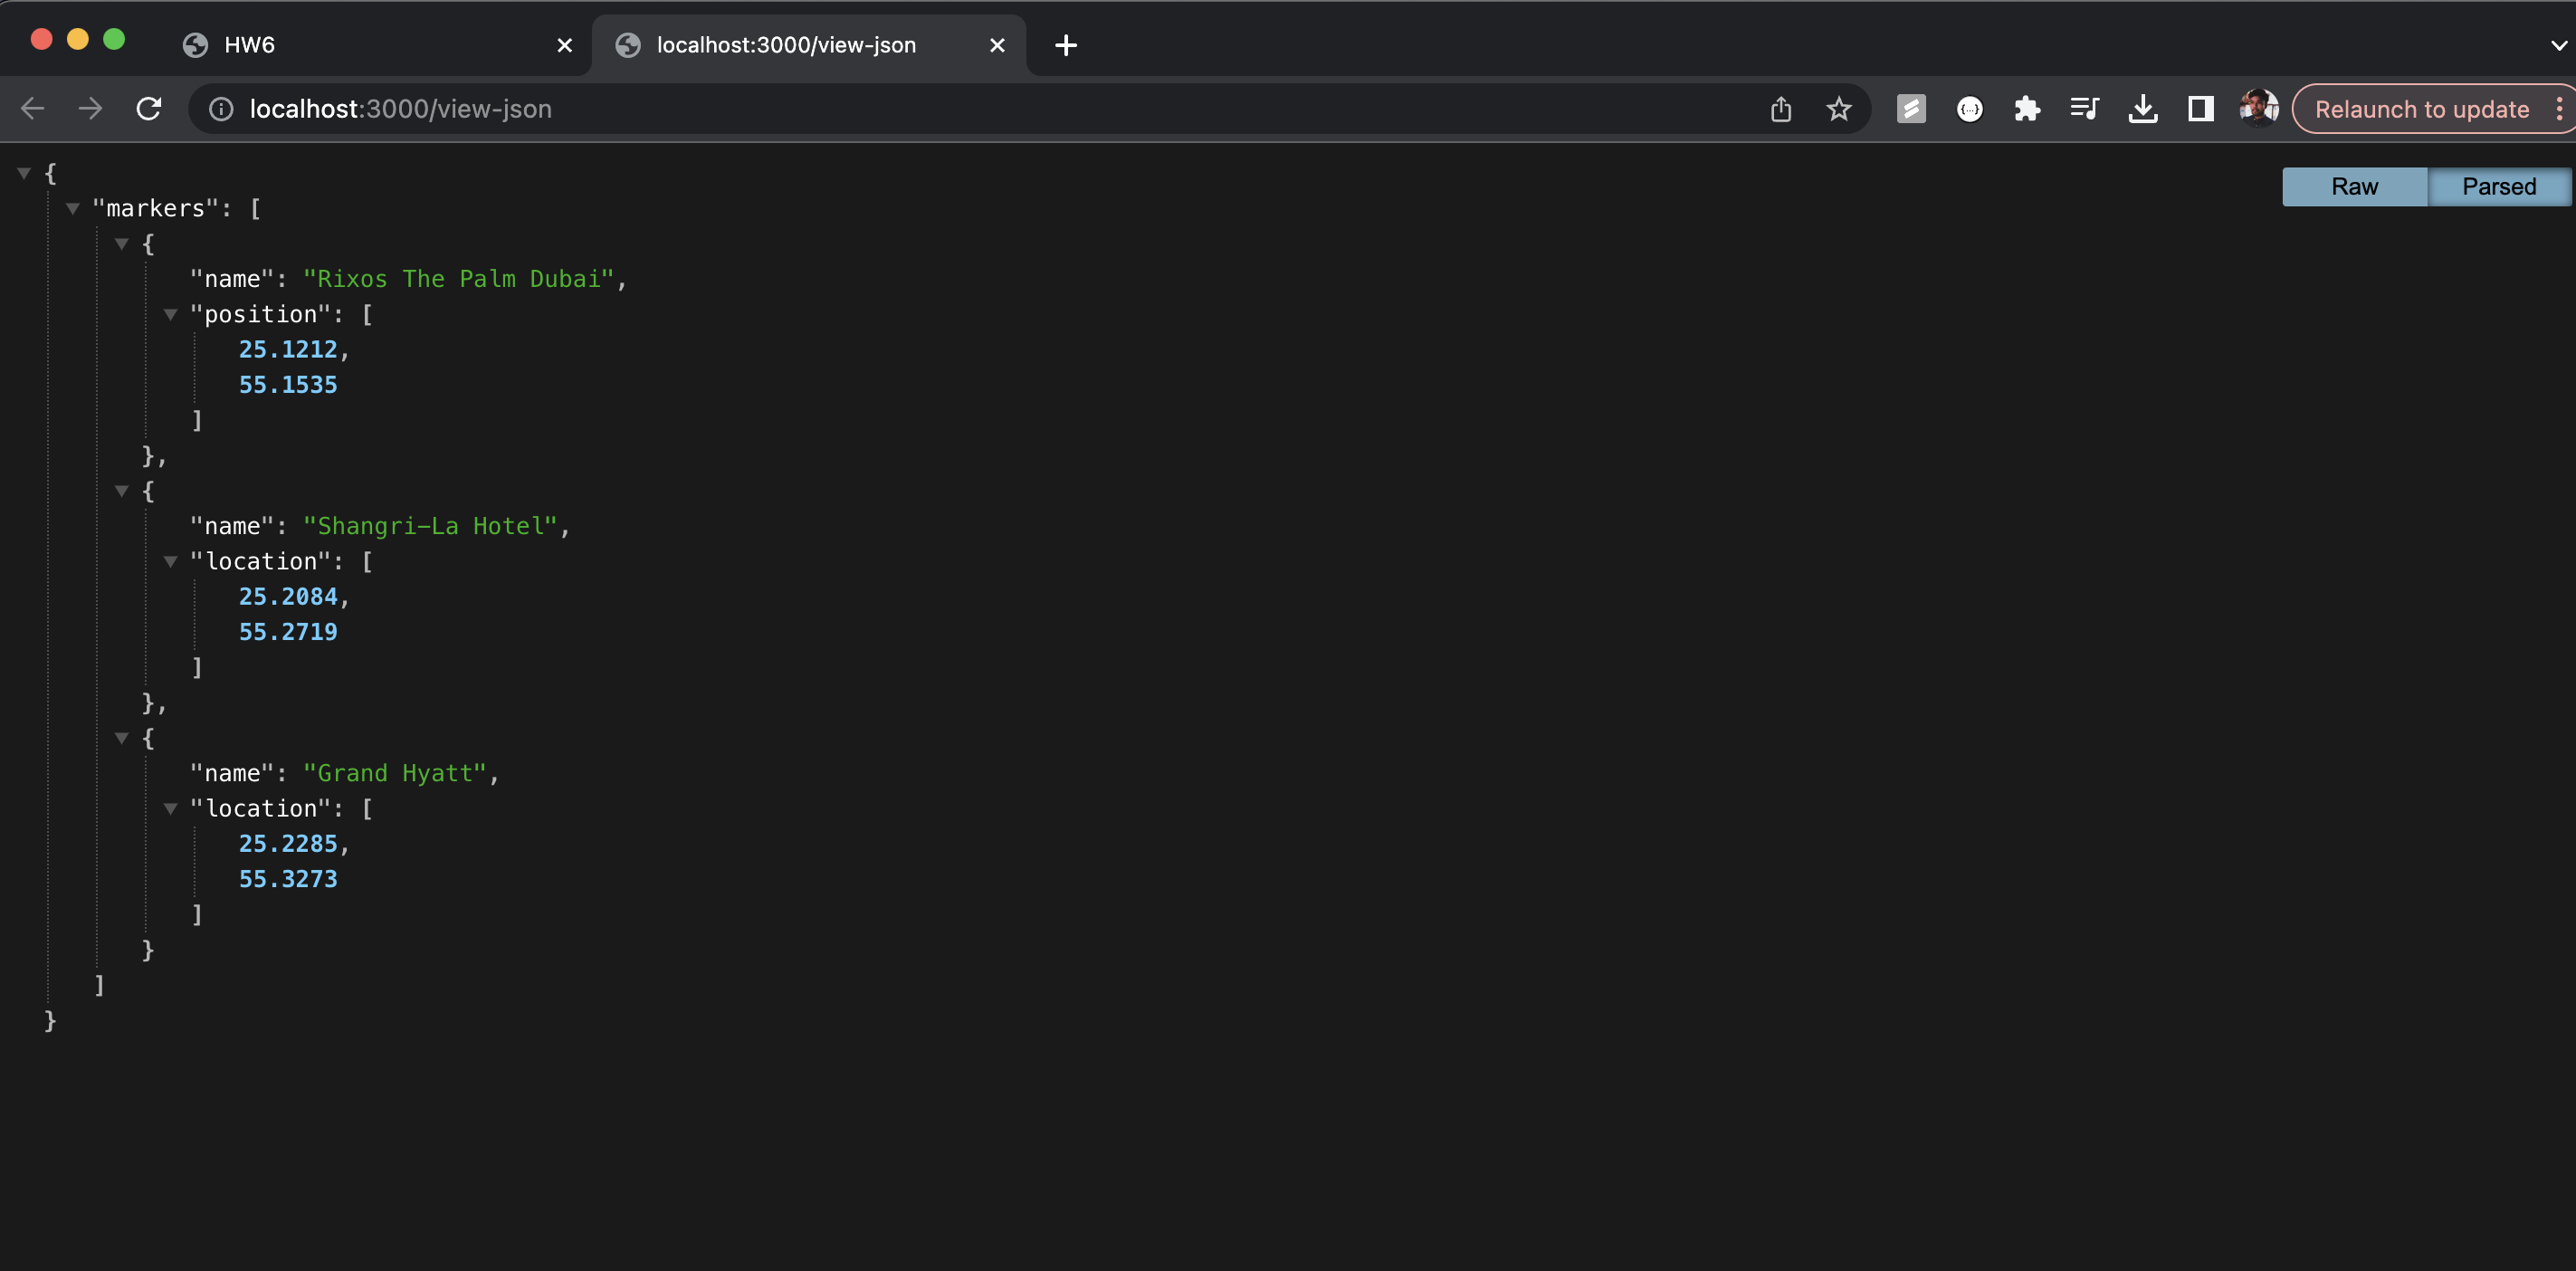 HW6
localhost:3000/view-json
localhost:3000/view-json
Relaunch to update
Raw
Parsed
{
"markers": [
{
"name": "Rixos The Palm Dubai",
"position": [
25.1212,
55.1535
]
},
{
"name": "Shangri-La Hotel",
"location": [
25.2084,
55.2719
]
},
{
"name": "Grand Hyatt",
"location": [
25.2285,
55.3273
]
}
]
}